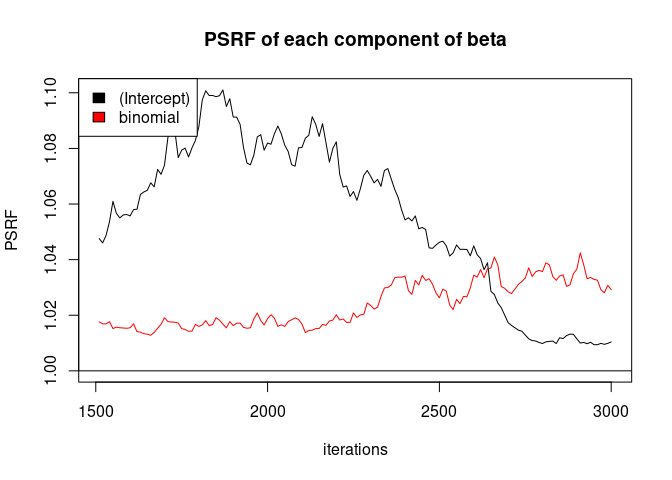 PSRF of each component of beta
(Intercept)
binomial
PSRF
1.10
1.08
1.06
1.04
1.02
1.00
1500 2000 2500 3000
iterations